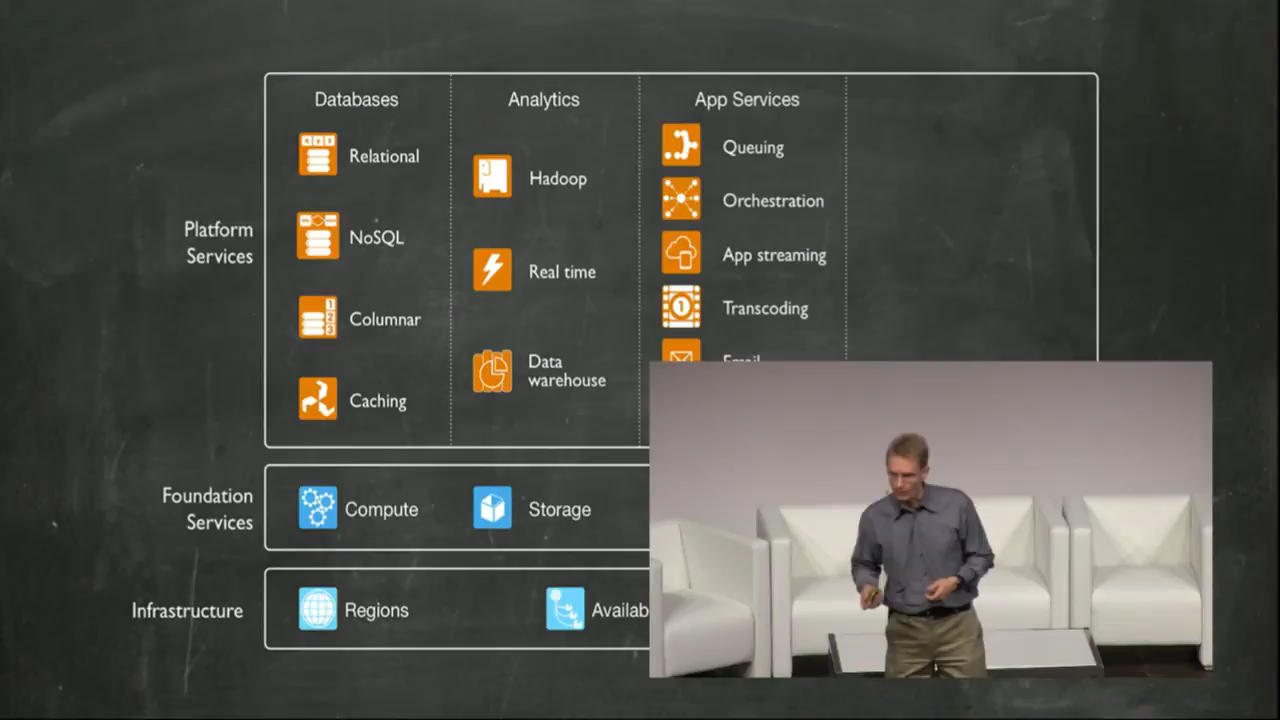 Databases
Analytics
App Services
Relational
NoSQL
Columnar
Caching
Hadoop
Real time
Data
warehouse
Queuing
Orchestration
App streaming
Transcoding
Platform
Services
Foundation
Services
Compute
Storage
Infrastructure
Regions